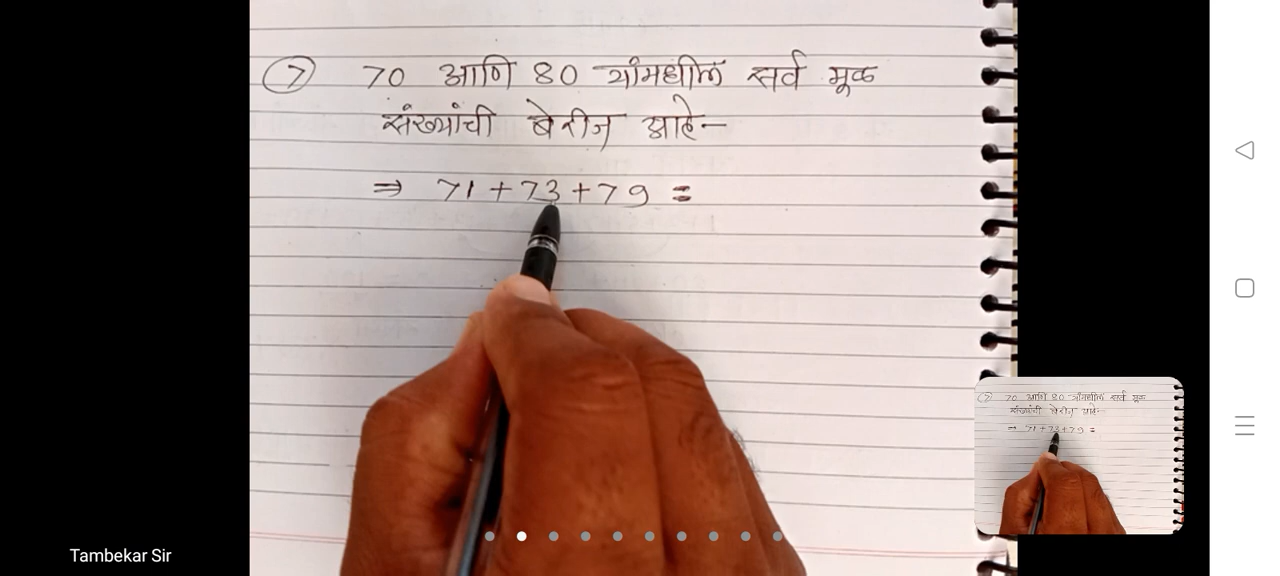 7 70 आणि 80 यांमधील सर्व मूळ
संख्यांची बेरीज आहे-
⇒ 71 + 73 + 79 =
Tambekar Sir